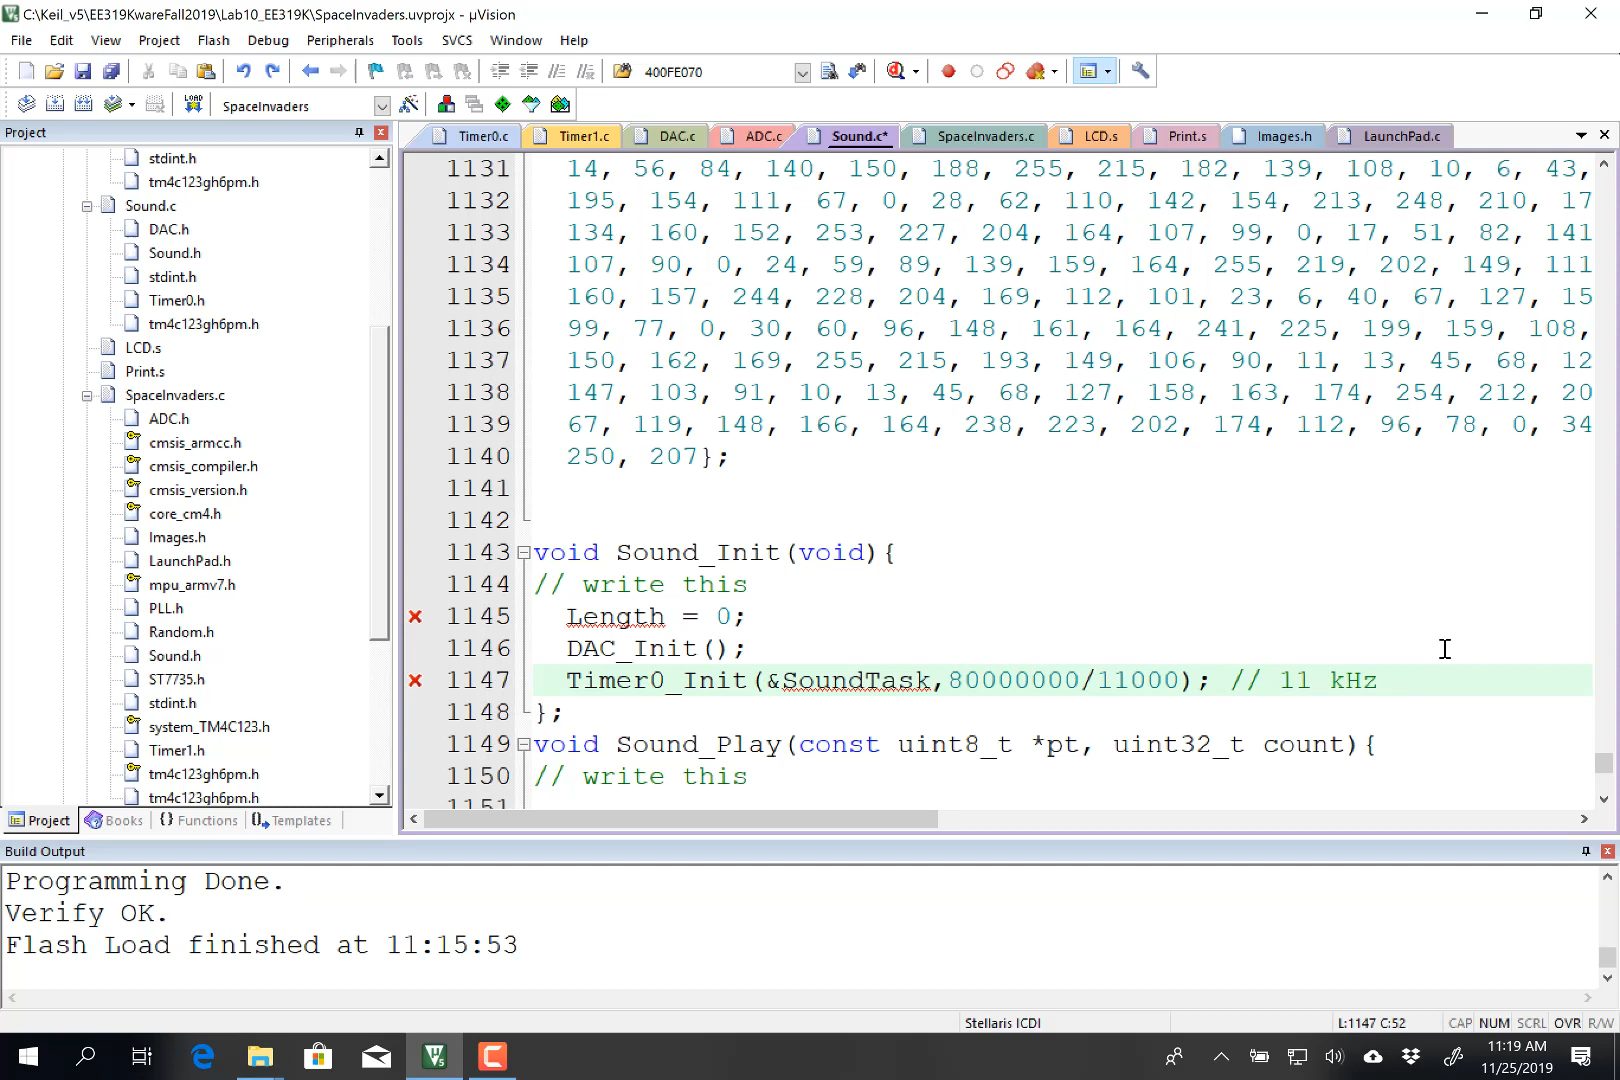 C:\Keil_v5\EE319KwareFall2019\Lab10_EE319K\SpaceInvaders.uvprojx - µVision
File Edit View Project Flash Debug Peripherals Tools SVCS Window Help
400FE070
LOAD SpaceInvaders
Project
stdint.h
tm4c123gh6pm.h
Sound.c
DAC.h
Sound.h
stdint.h
Timer0.h
tm4c123gh6pm.h
LCD.s
Print.s
SpaceInvaders.c
ADC.h
cmsis_armcc.h
cmsis_compiler.h
cmsis_version.h
core_cm4.h
Images.h
LaunchPad.h
mpu_armv7.h
PLL.h
Random.h
Sound.h
ST7735.h
stdint.h
system_TM4C123.h
Timer1.h
tm4c123gh6pm.h
tm4c123gh6pm.h
Project Books {} Functions Templates
Timer0.c Timer1.c DAC.c ADC.c Sound.c* SpaceInvaders.c LCD.s Print.s Images.h LaunchPad.c
1131 14, 56, 84, 140, 150, 188, 255, 215, 182, 139, 108, 10, 6, 43,
1132 195, 154, 111, 67, 0, 28, 62, 110, 142, 154, 213, 248, 210, 17
1133 134, 160, 152, 253, 227, 204, 164, 107, 99, 0, 17, 51, 82, 141
1134 107, 90, 0, 24, 59, 89, 139, 159, 164, 255, 219, 202, 149, 111
1135 160, 157, 244, 228, 204, 169, 112, 101, 23, 6, 40, 67, 127, 15
1136 99, 77, 0, 30, 60, 96, 148, 161, 164, 241, 225, 199, 159, 108,
1137 150, 162, 169, 255, 215, 193, 149, 106, 90, 11, 13, 45, 68, 12
1138 147, 103, 91, 10, 13, 45, 68, 127, 158, 163, 174, 254, 212, 20
1139 67, 119, 148, 166, 164, 238, 223, 202, 174, 112, 96, 78, 0, 34
1140 250, 207};
1141
1142
1143 void Sound_Init(void){
1144 // write this
1145 Length = 0;
1146 DAC_Init();
1147 Timer0_Init(&SoundTask,80000000/11000); // 11 kHz
1148 };
1149 void Sound_Play(const uint8_t *pt, uint32_t count){
1150 // write this
1151
Build Output
Programming Done.
Verify OK.
Flash Load finished at 11:15:53
Stellaris ICDI L:1147 C:52 CAP NUM SCRL OVR R/W
11:19 AM
11/25/2019